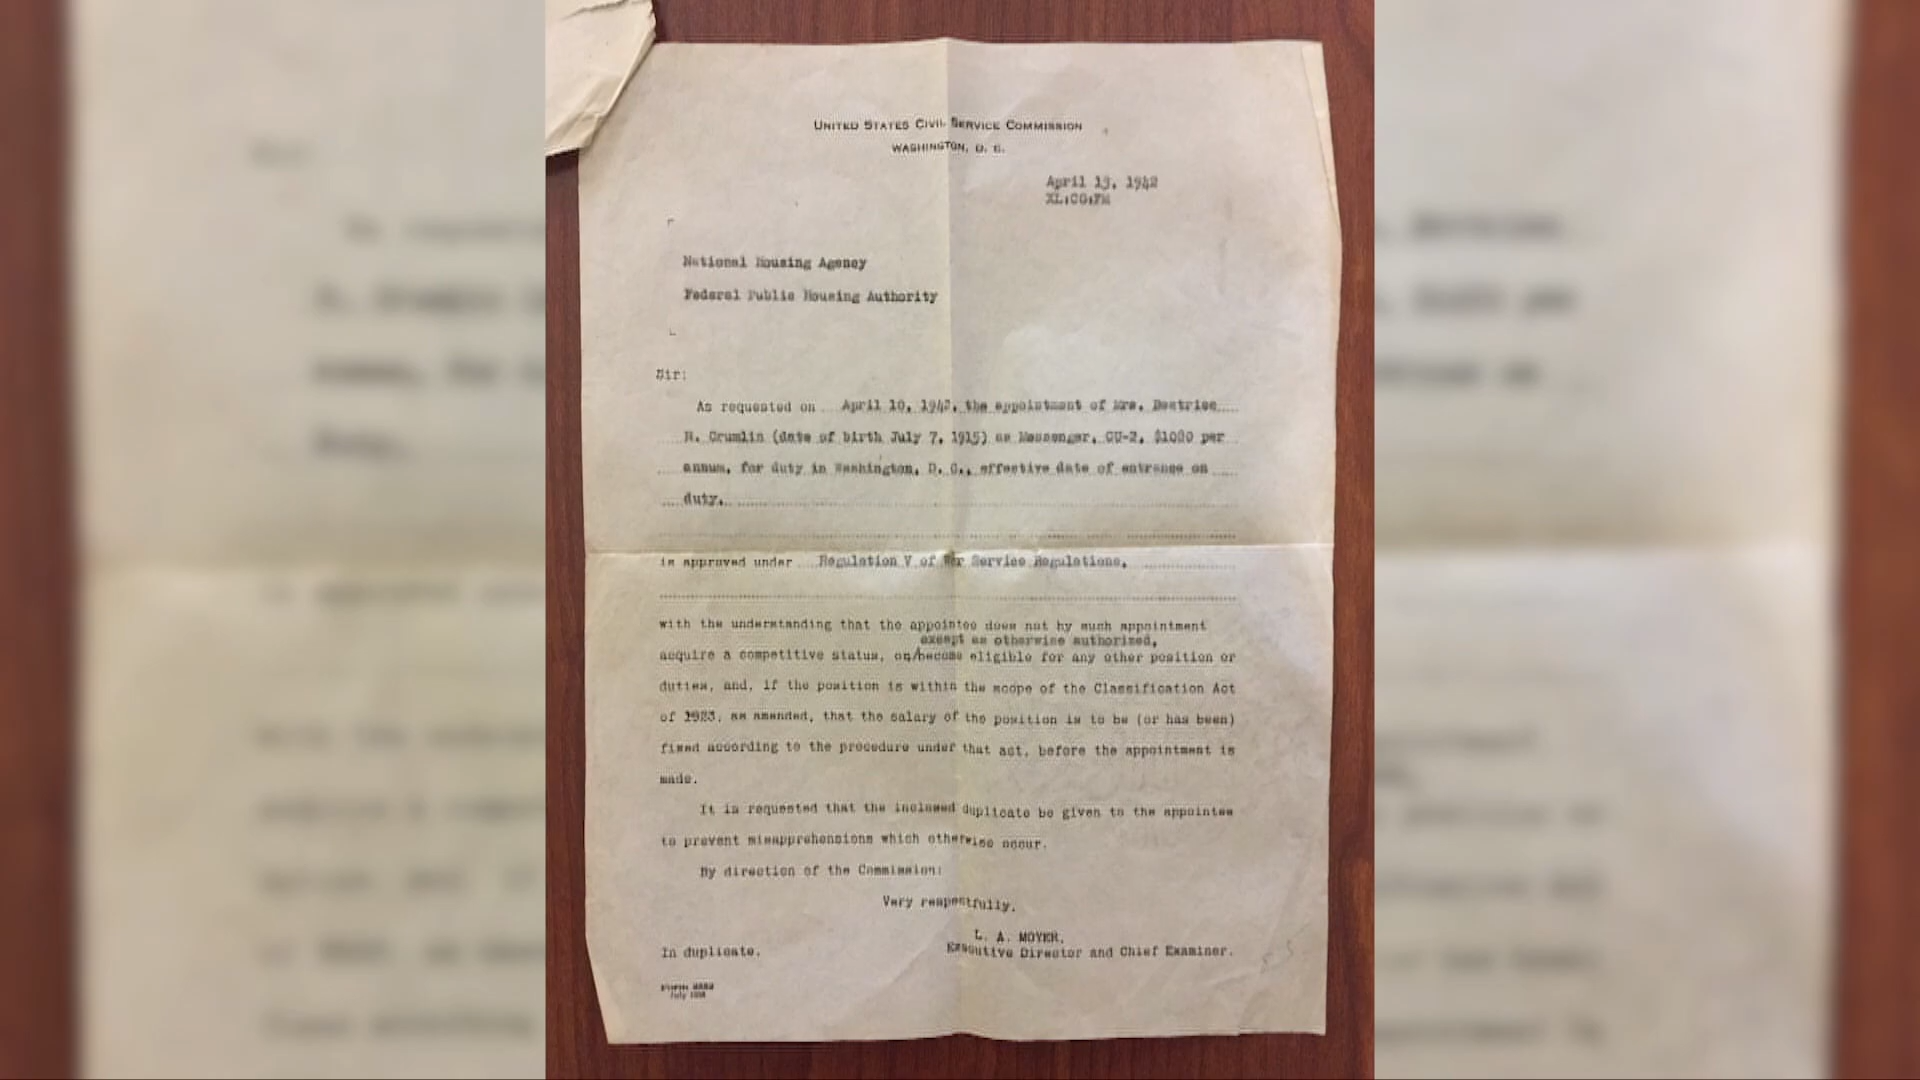 UNITED STATES CIVIL SERVICE COMMISSION
WASHINGTON, D. C.
April 13, 1942
XL:CG:FM
National Housing Agency
Federal Public Housing Authority
Sir:
As requested on April 10, 1942, the appointment of Mrs. Beatrice
R. Crumlin (date of birth July 7, 1915) as Messenger, CU-2, $1080 per
annum, for duty in Washington, D. C., effective date of entrance on
duty,
is approved under Regulation V of War Service Regulations,
with the understanding that the appointee does not by such appointment
except as otherwise authorized,
acquire a competitive status, or/become eligible for any other position or
duties, and, if the position is within the scope of the Classification Act
of 1923, as amended, that the salary of the position is to be (or has been)
fixed according to the procedure under that act, before the appointment is
made.
It is requested that the inclosed duplicate be given to the appointee
to prevent misapprehensions which otherwise occur.
By direction of the Commission:
Very respectfully,
L. A. MOYER,
In duplicate. Executive Director and Chief Examiner.
Form
July